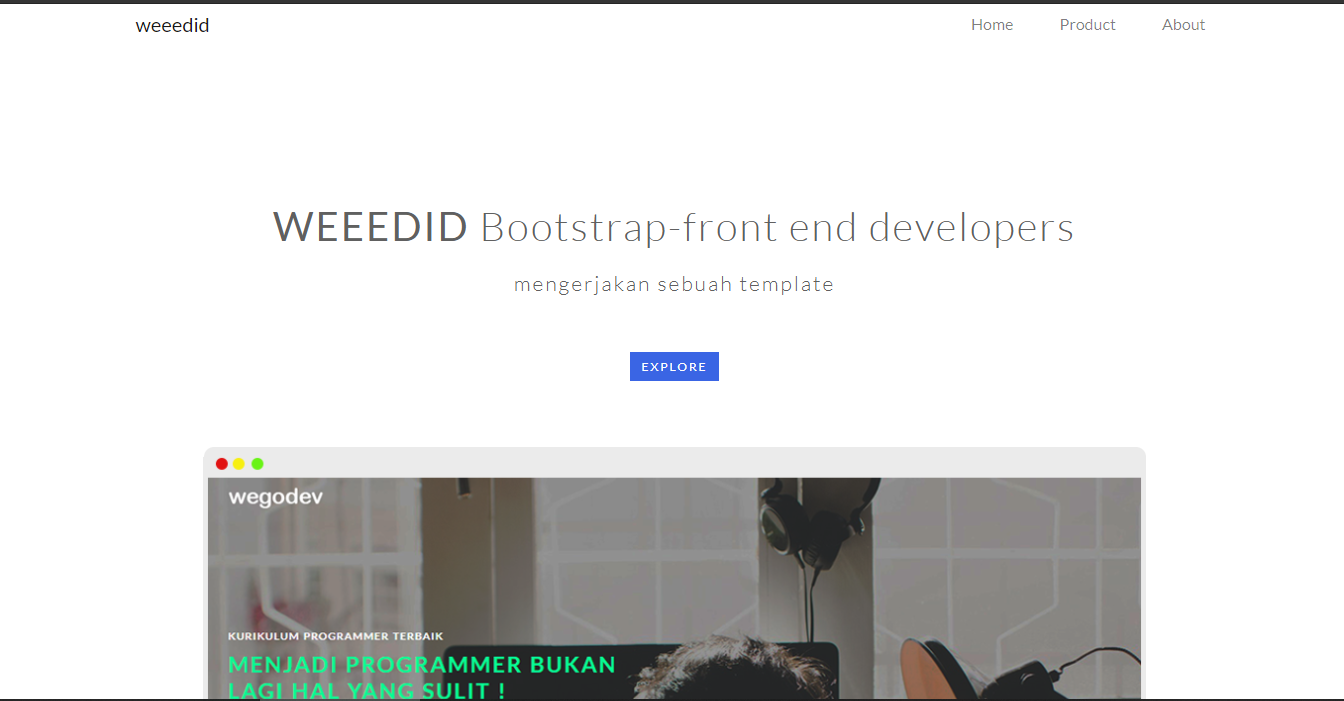 weeedid
Home Product About
WEEEDID Bootstrap-front end developers
mengerjakan sebuah template
EXPLORE
wegodev
KURIKULUM PROGRAMMER TERBAIK
MENJADI PROGRAMMER BUKAN
LAGI HAL YANG SULIT !